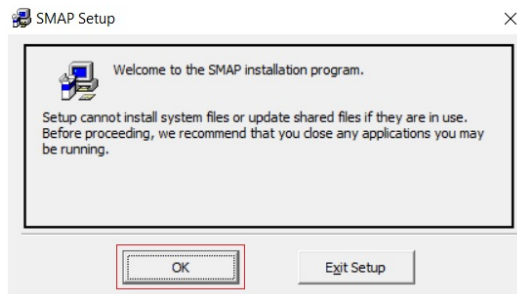 SMAP Setup
Welcome to the SMAP installation program.
Setup cannot install system files or update shared files if they are in use.
Before proceeding, we recommend that you close any applications you may
be running.
OK
Exit Setup